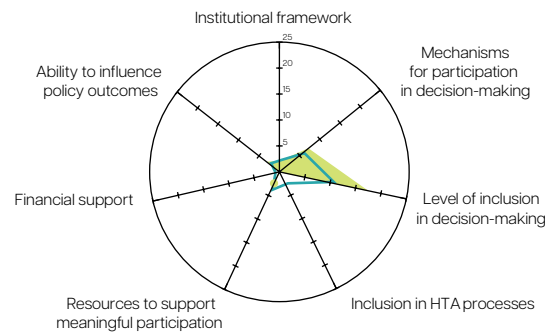 Institutional framework
25
20
15
10
5
Mechanisms
for participation
in decision-making
Ability to influence
policy outcomes
Financial support
Level of inclusion
in decision-making
Resources to support
meaningful participation
Inclusion in HTA processes